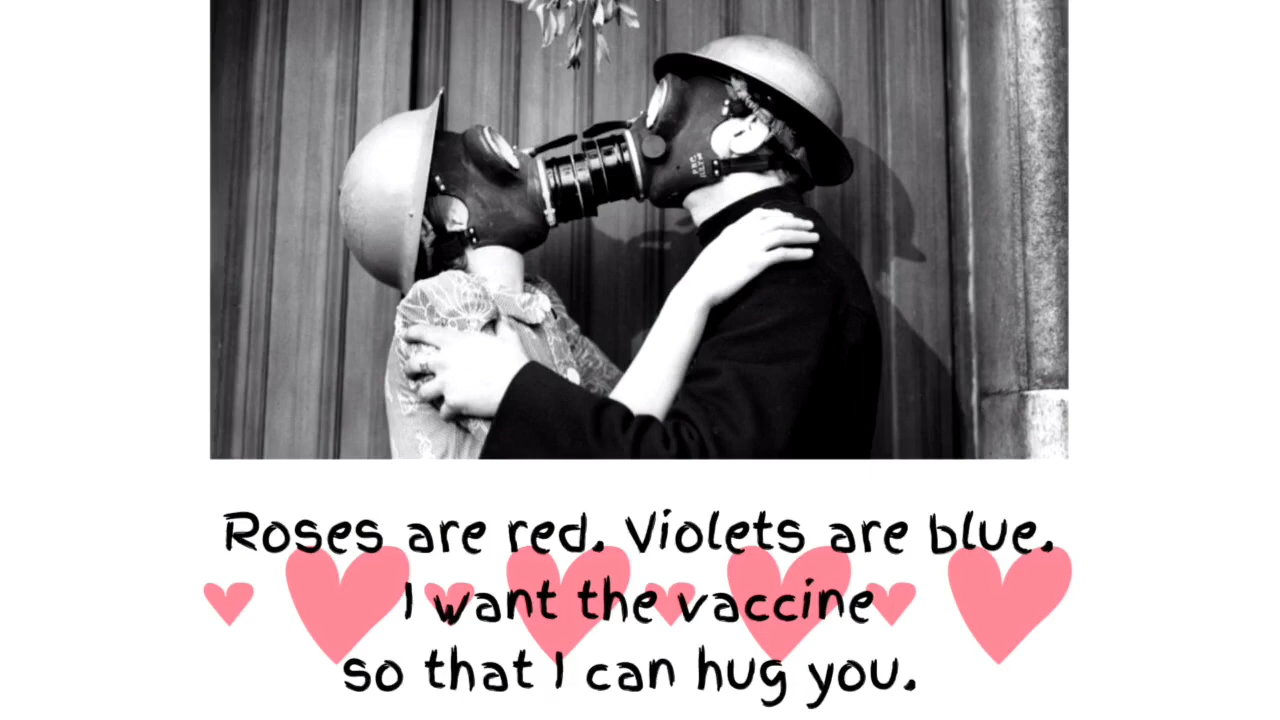 Roses are red. Violets are blue.
I want the vaccine
so that I can hug you.